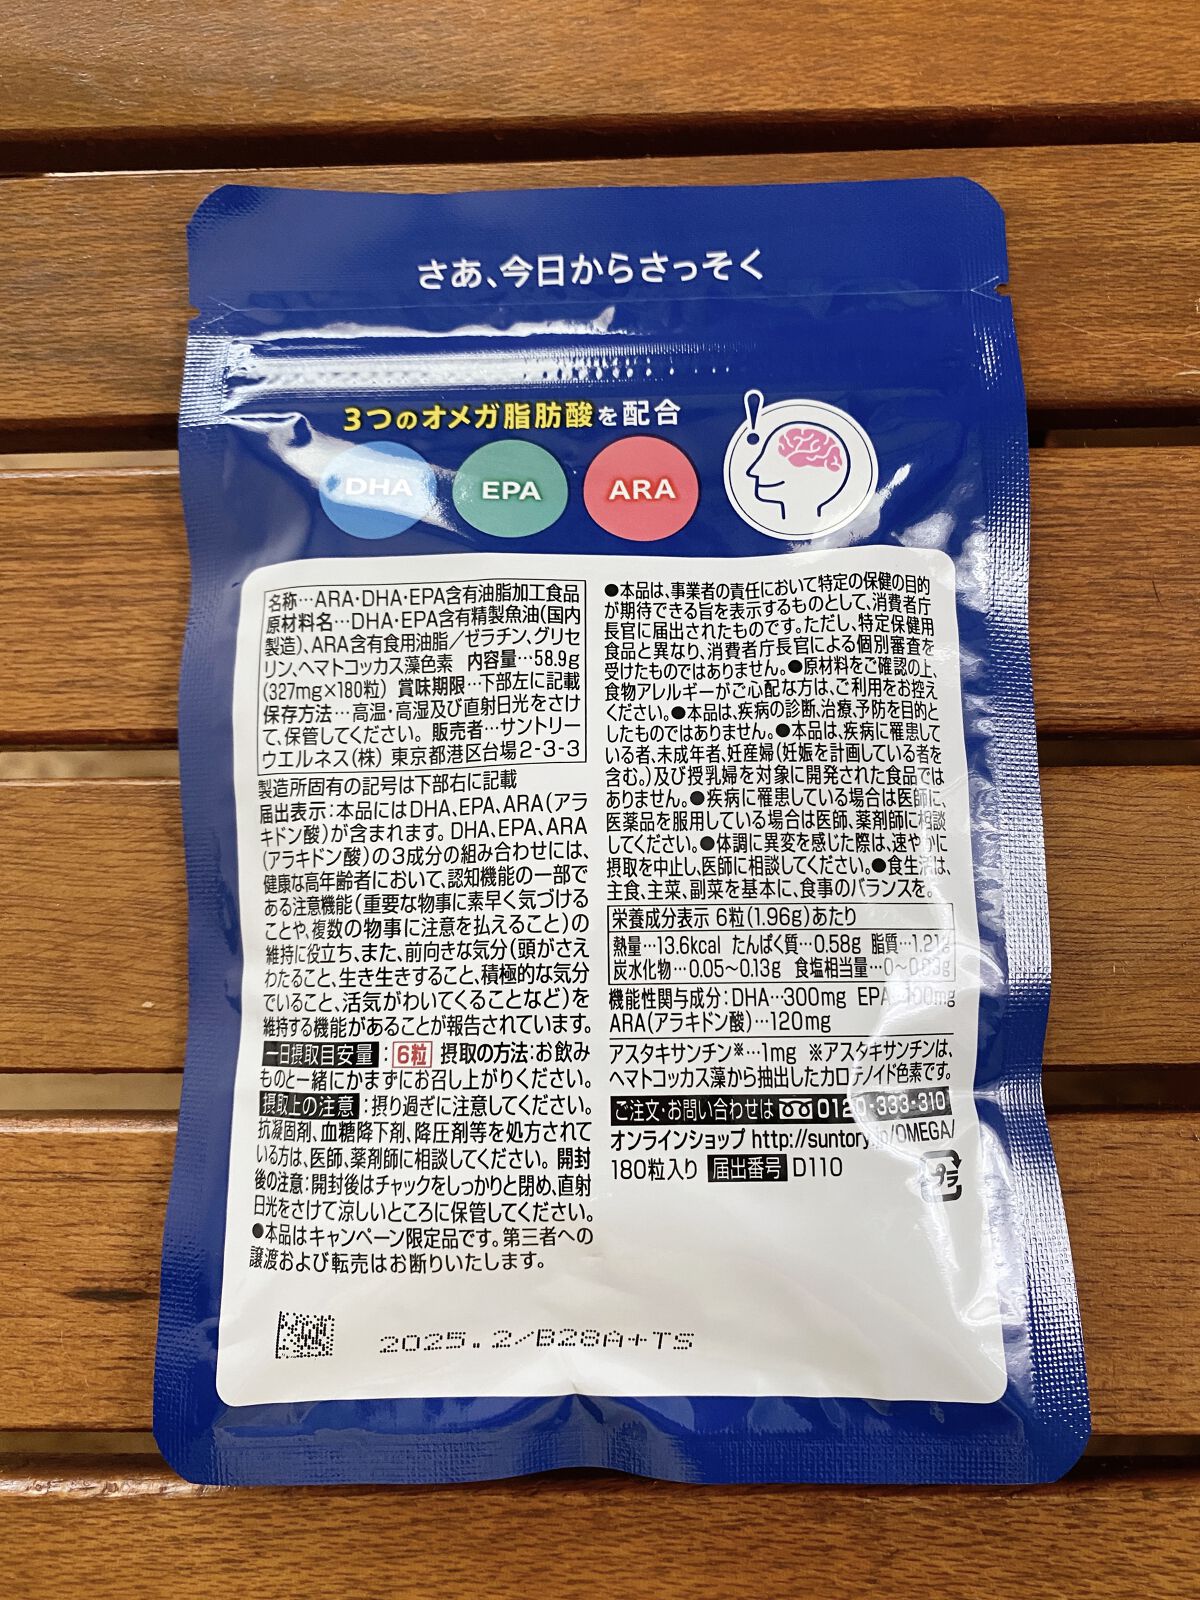 さあ、今日からさっそく
3つのオメガ脂肪酸を配合
DHA EPA ARA
名称…ARA・DHA・EPA含有油脂加工食品
原材料名…DHA・EPA含有精製魚油(国内
製造)、ARA含有食用油脂／ゼラチン、グリセ
リン、ヘマトコッカス藻色素 内容量…58.9g
(327mg×180粒) 賞味期限…下部左に記載
保存方法…高温・高湿及び直射日光をさけ
て、保管してください。 販売者…サントリー
ウエルネス(株) 東京都港区台場2-3-3
製造所固有の記号は下部右に記載
届出表示：本品にはDHA、EPA、ARA(アラ
キドン酸)が含まれます。DHA、EPA、ARA
(アラキドン酸)の3成分の組み合わせには、
健康な高年齢者において、認知機能の一部で
ある注意機能(重要な物事に素早く気づける
ことや、複数の物事に注意を払えること)の
維持に役立ち、また、前向きな気分(頭がさえ
わたること、生き生きすること、積極的な気分
でいること、活気がわいてくることなど)を
維持する機能があることが報告されています。
一日摂取目安量：6粒 摂取の方法：お飲み
ものと一緒にかまずにお召し上がりください。
摂取上の注意：摂り過ぎに注意してください。
抗凝固剤、血糖降下剤、降圧剤等を処方されて
いる方は、医師、薬剤師に相談してください。 開封
後の注意：開封後はチャックをしっかりと閉め、直射
日光をさけて涼しいところに保管してください。
●本品はキャンペーン限定品です。第三者への
譲渡および転売はお断りいたします。
●本品は、事業者の責任において特定の保健の目的
が期待できる旨を表示するものとして、消費者庁
長官に届出されたものです。ただし、特定保健用
食品と異なり、消費者庁長官による個別審査を
受けたものではありません。●原材料をご確認の上、
食物アレルギーがご心配な方は、ご利用をお控え
ください。●本品は、疾病の診断、治療、予防を目的と
したものではありません。●本品は、疾病に罹患して
いる者、未成年者、妊産婦(妊娠を計画している者を
含む。)及び授乳婦を対象に開発された食品では
ありません。●疾病に罹患している場合は医師に、
医薬品を服用している場合は医師、薬剤師に相談
してください。●体調に異変を感じた際は、速やかに
摂取を中止し、医師に相談してください。●食生活は、
主食、主菜、副菜を基本に、食事のバランスを。
栄養成分表示 6粒(1.96g)あたり
熱量…13.6kcal たんぱく質…0.58g 脂質…1.21g
炭水化物…0.05～0.13g 食塩相当量…0～0.03g
機能性関与成分：DHA…300mg EPA…100mg
ARA(アラキドン酸)…120mg
アスタキサンチン※…1mg ※アスタキサンチンは、
ヘマトコッカス藻から抽出したカロテノイド色素です。
ご注文・お問い合わせは 0120-333-310
オンラインショップ http://suntory.jp/OMEGA/
180粒入り 届出番号 D110
プラ
2025.2/B28A+TS